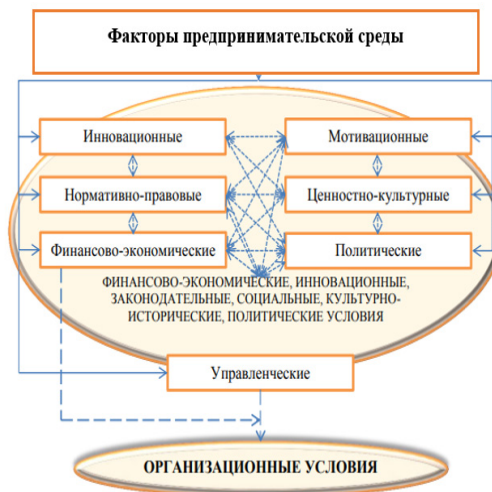 Факторы предпринимательской среды
Инновационные
Мотивационные
Нормативно-правовые
Ценностно-культурные
Финансово-экономические
Политические
ФИНАНСОВО-ЭКОНОМИЧЕСКИЕ, ИННОВАЦИОННЫЕ,
ЗАКОНОДАТЕЛЬНЫЕ, СОЦИАЛЬНЫЕ, КУЛЬТУРНО-
ИСТОРИЧЕСКИЕ, ПОЛИТИЧЕСКИЕ УСЛОВИЯ
Управленческие
ОРГАНИЗАЦИОННЫЕ УСЛОВИЯ